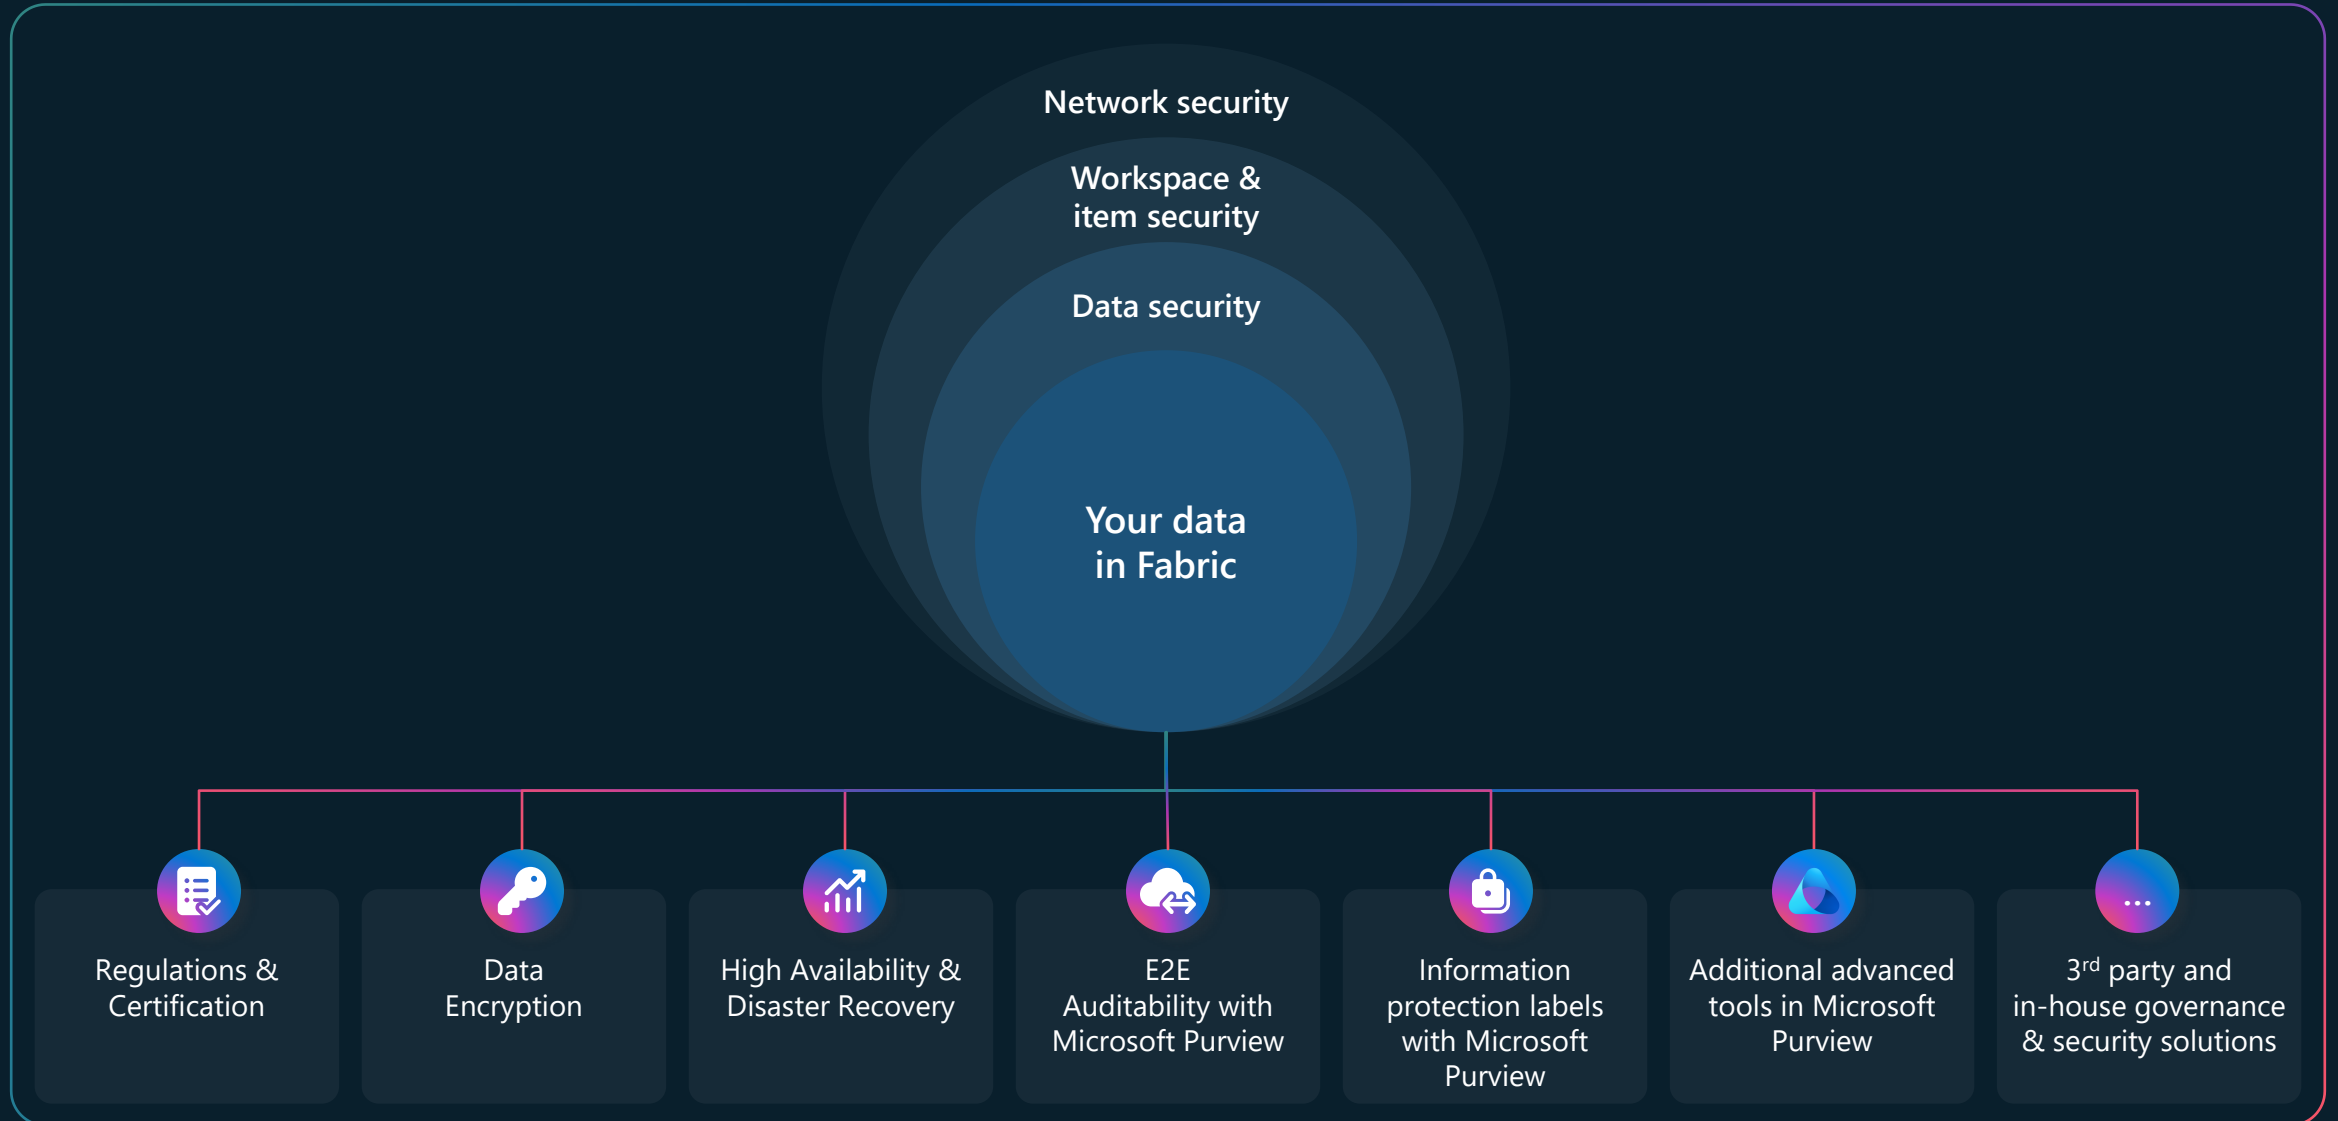 Network security
Workspace &
item security
Data security
Your data
in Fabric
Regulations &
Certification
Data
Encryption
High Availability &
Disaster Recovery
E2E
Auditability with
Microsoft Purview
Information
protection labels
with Microsoft
Purview
Additional advanced
tools in Microsoft
Purview
...
3rd party and
in-house governance
& security solutions